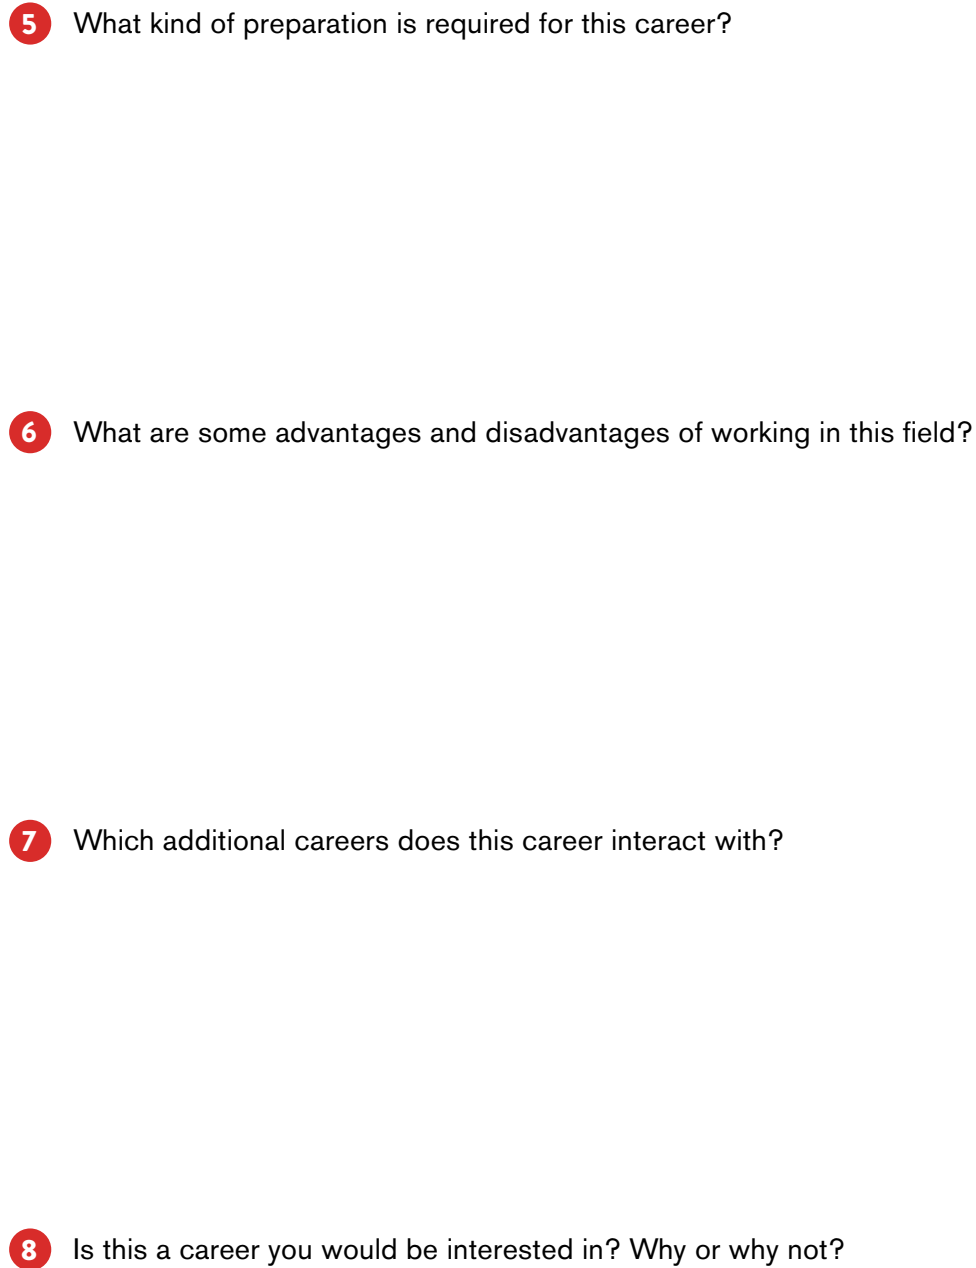 5 What kind of preparation is required for this career?
6 What are some advantages and disadvantages of working in this field?
7 Which additional careers does this career interact with?
8 Is this a career you would be interested in? Why or why not?